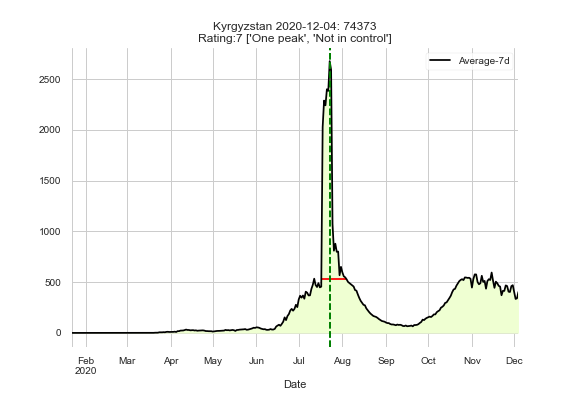 Kyrgyzstan 2020-12-04: 74373
Rating:7 ['One peak', 'Not in control']
Average-7d
2500
2000
1500
1000
500
0
Feb Mar Apr May Jun Jul Aug Sep Oct Nov Dec
2020
Date